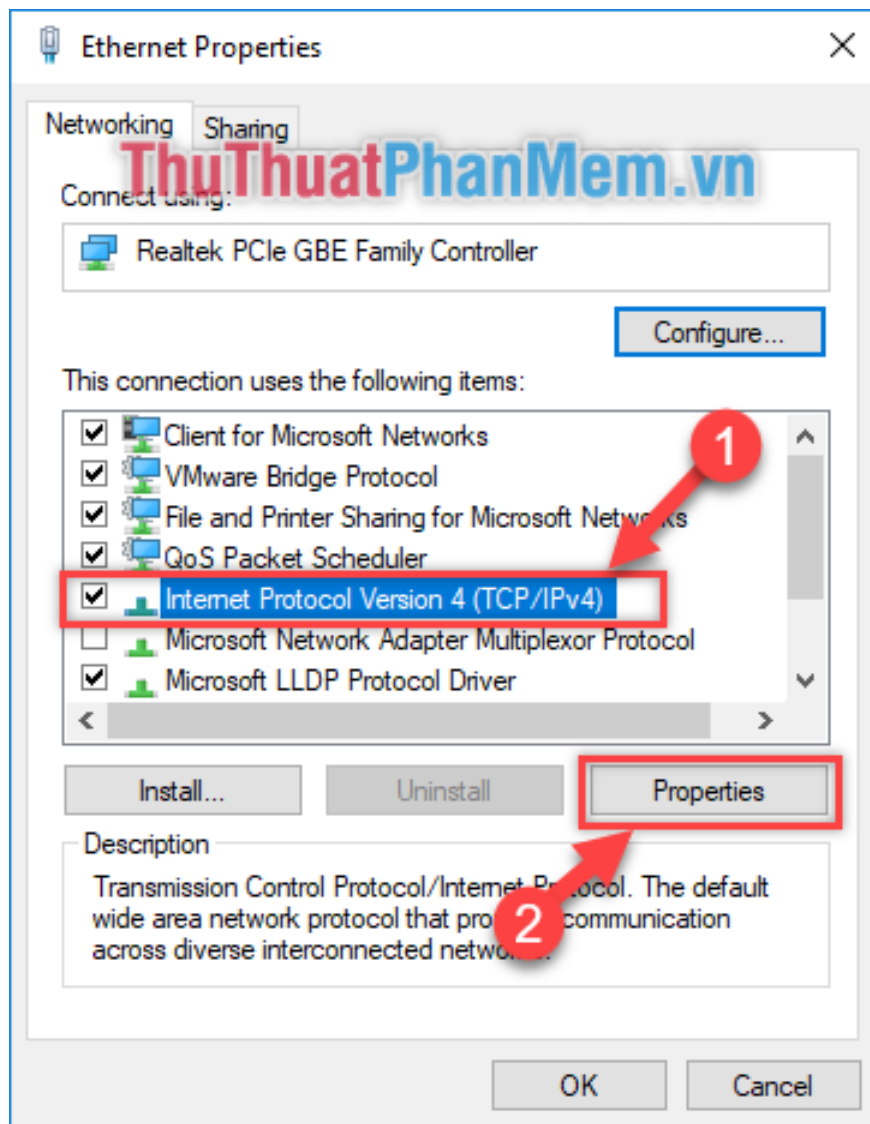 Ethernet Properties
Networking
Sharing
ThuThuatPhanMem.vn
Connect using:
Realtek PCIe GBE Family Controller
Configure...
This connection uses the following items:
Client for Microsoft Networks
1
VMware Bridge Protocol
File and Printer Sharing for Microsoft Networks
QoS Packet Scheduler
Internet Protocol Version 4 (TCP/IPv4)
Microsoft Network Adapter Multiplexor Protocol
Microsoft LLDP Protocol Driver
Install...
Uninstall
Properties
Description
Transmission Control Protocol/Internet Protocol. The default
wide area network protocol that provides communication
across diverse interconnected networks.
2
OK
Cancel